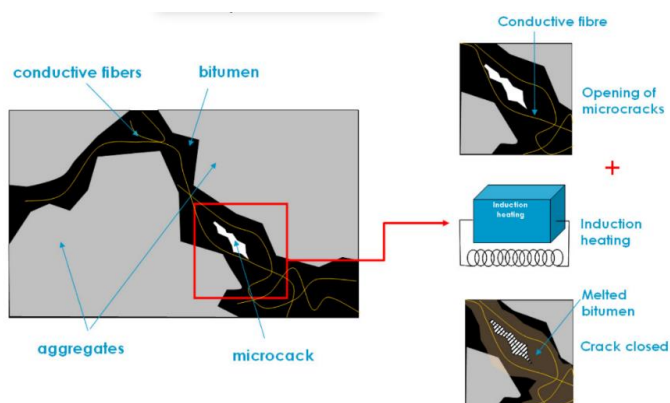 Conductive fibre
conductive fibers
bitumen
Opening of
microcracks
+
Induction
heating
Induction
heating
aggregates
microcack
Melted
bitumen
Crack closed